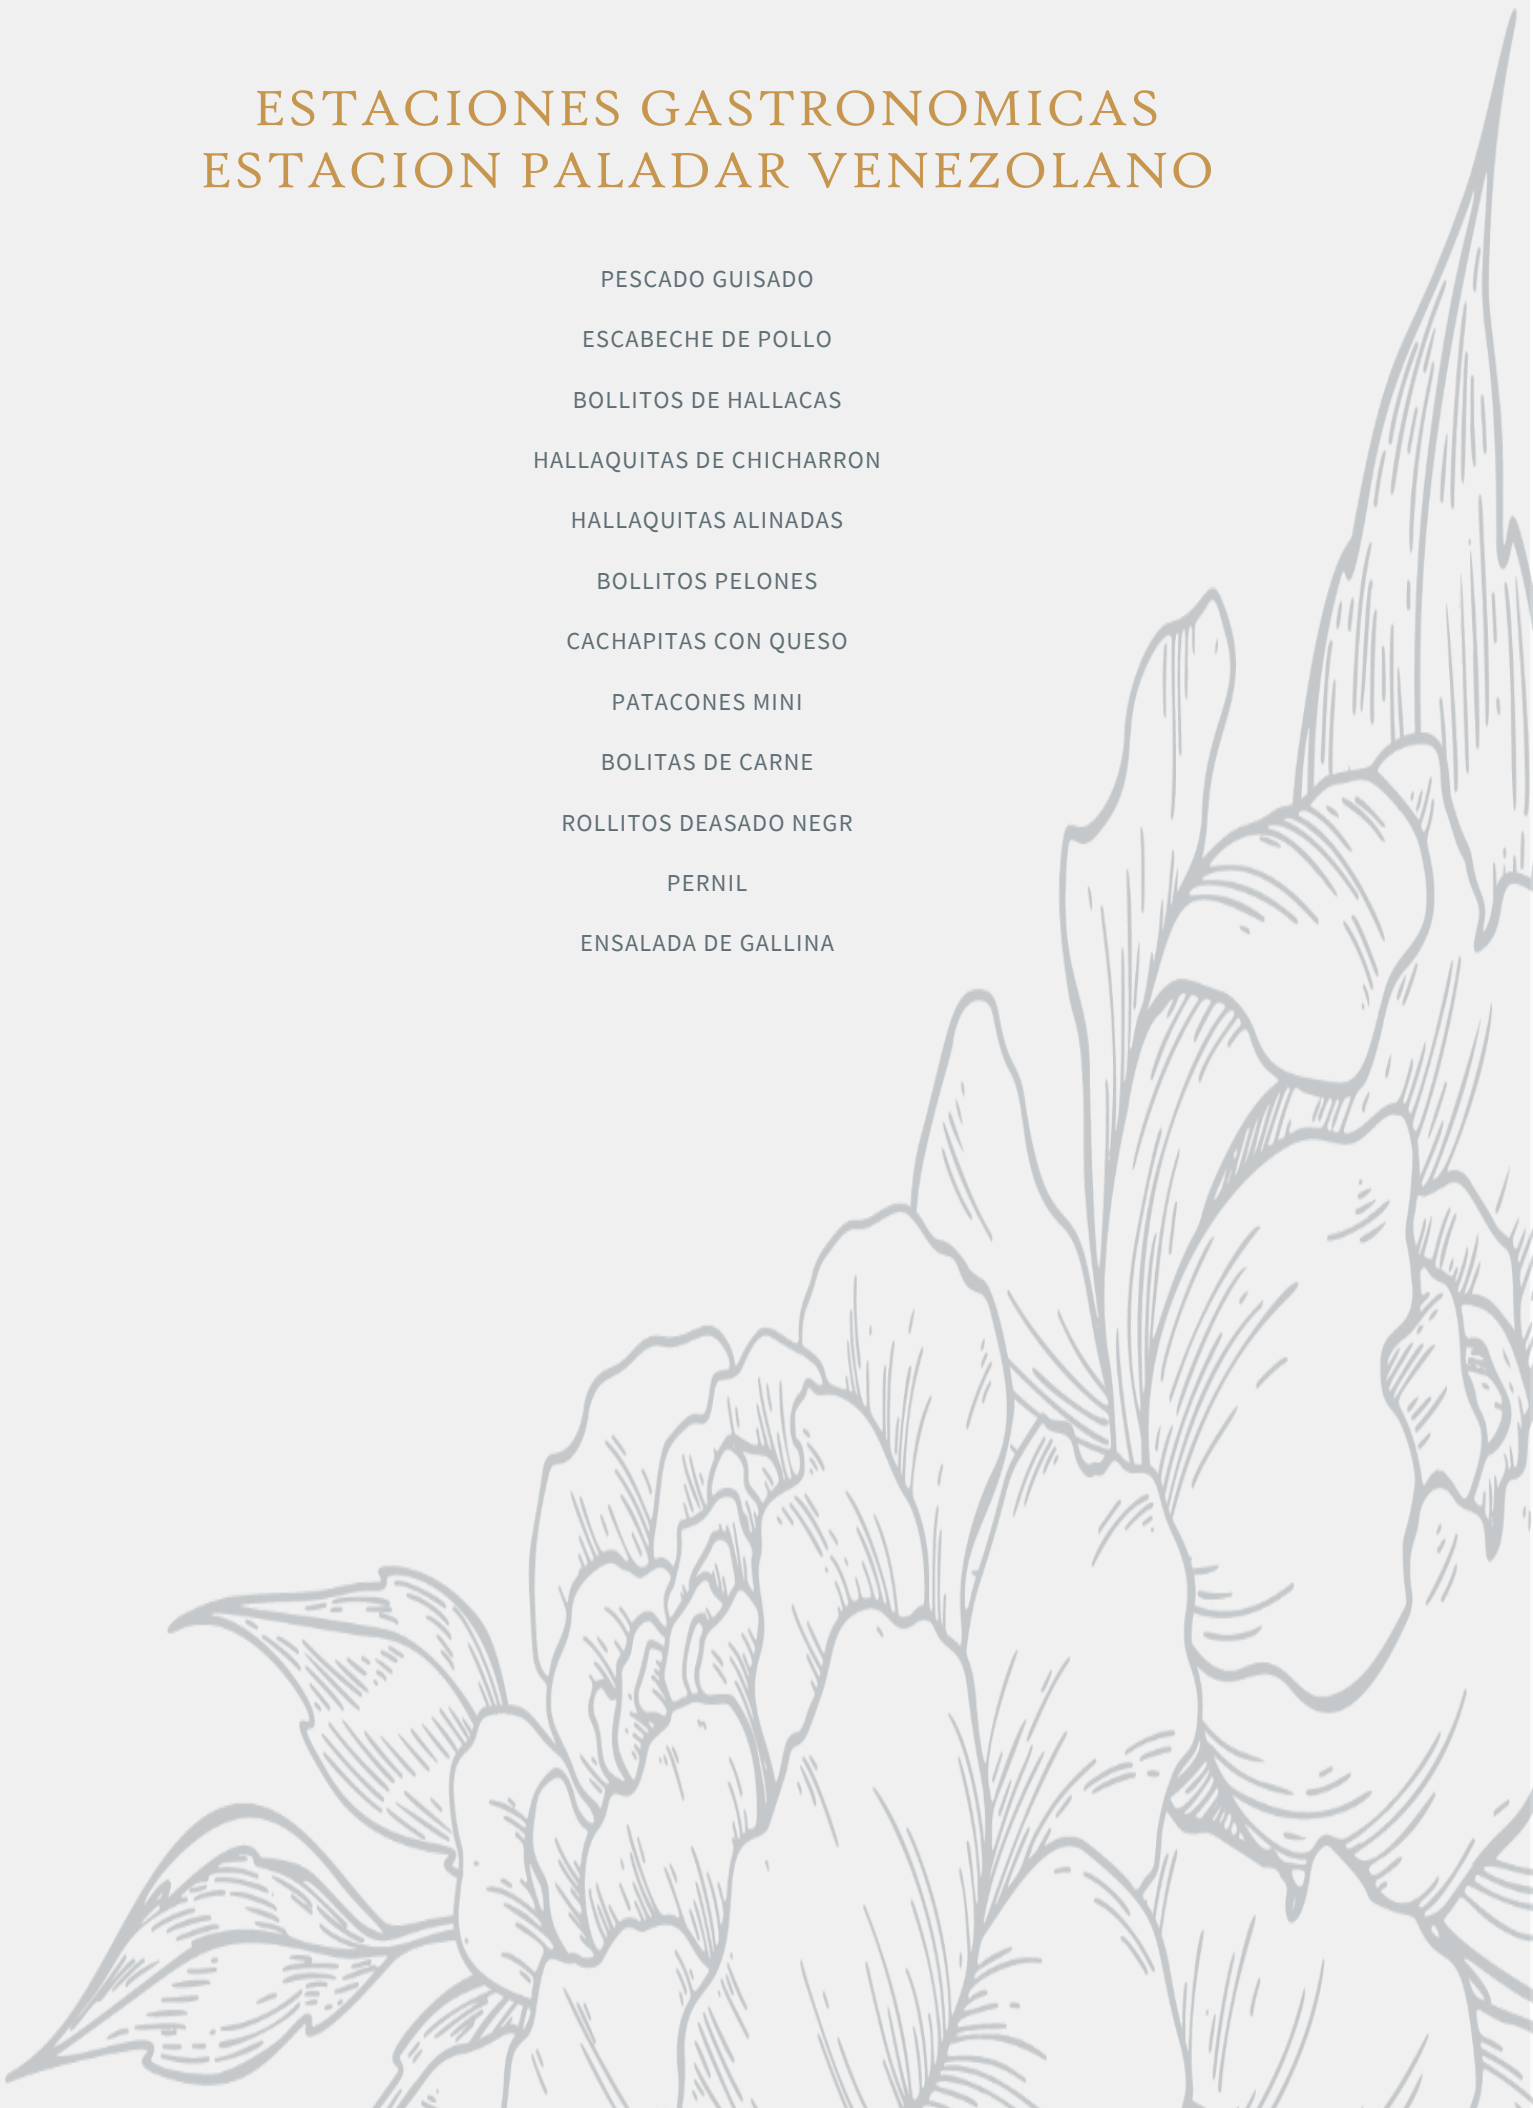 ESTACIONES GASTRONOMICAS
ESTACION PALADAR VENEZOLANO
PESCADO GUISADO
ESCABECHE DE POLLO
BOLLITOS DE HALLACAS
HALLAQUITAS DE CHICHARRON
HALLAQUITAS ALINADAS
BOLLITOS PELONES
CACHAPITAS CON QUESO
PATACONES MINI
BOLITAS DE CARNE
ROLLITOS DEASADO NEGR
PERNIL
ENSALADA DE GALLINA